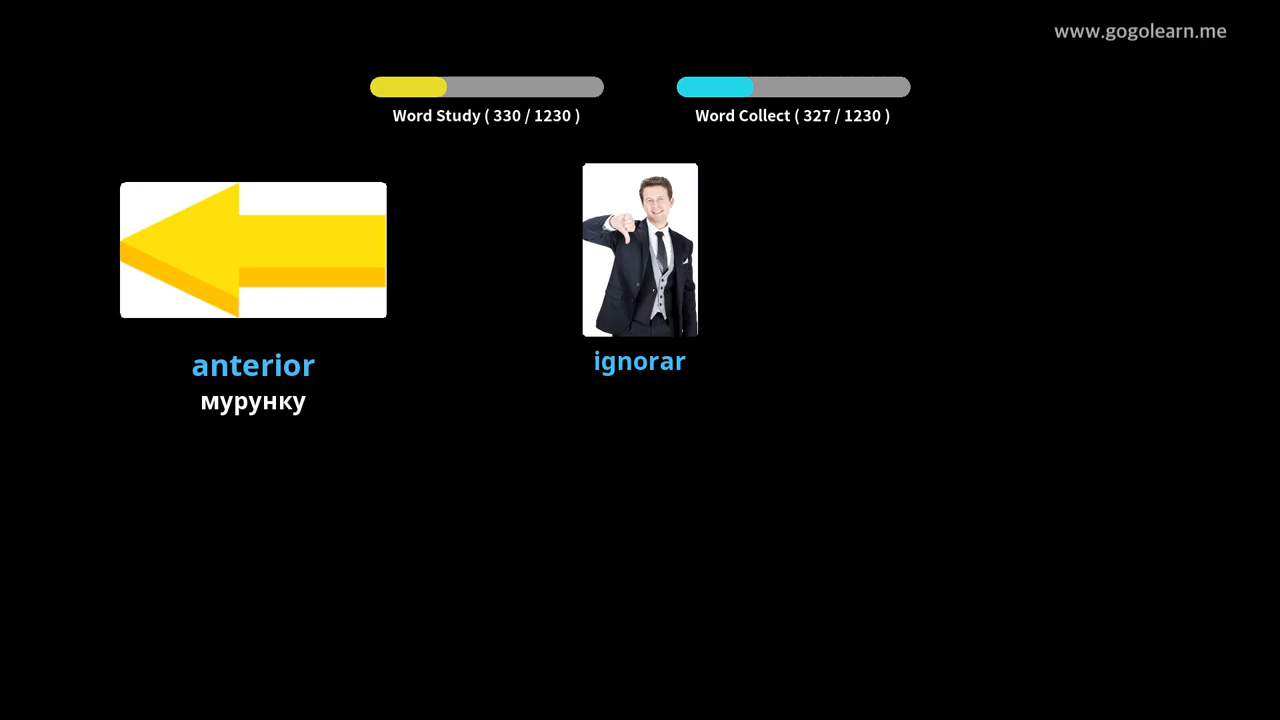 www.gogolearn.me
Word Study ( 330 / 1230 )
Word Collect ( 327 / 1230 )
anterior
мурунку
ignorar